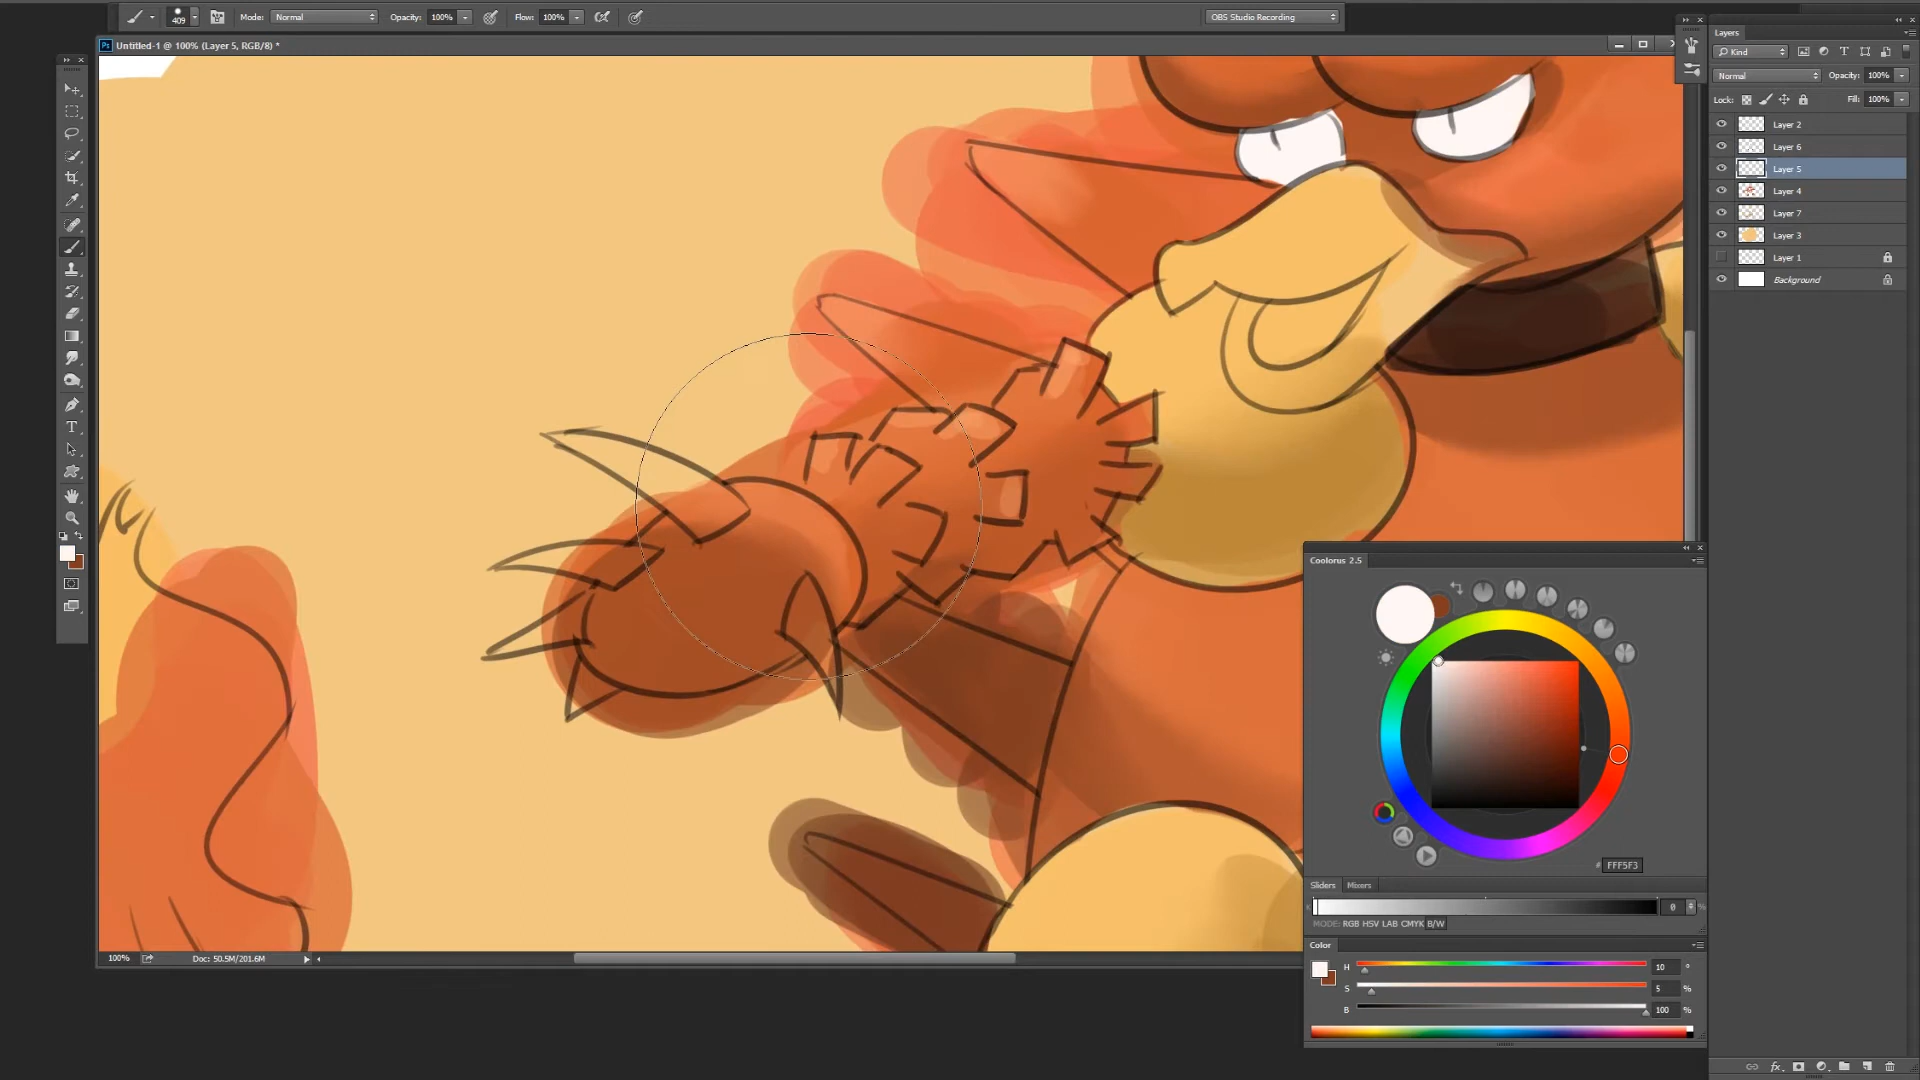 409
Mode: Normal
Opacity: 100%
Flow: 100%
OBS Studio Recording
Ps Untitled-1 @ 100% (Layer 5, RGB/8) *
Layers
Kind
Normal
Opacity: 100%
Lock:
Fill: 100%
Layer 2
Layer 6
Layer 5
Layer 4
Layer 7
Layer 3
Layer 1
Background
Coolorus 2.5
# FFF5F3
Sliders
Mixers
0 %
MODE: RGB HSV LAB CMYK B/W
Color
H 10 °
S 5 %
B 100 %
100%
Doc: 50.5M/201.6M